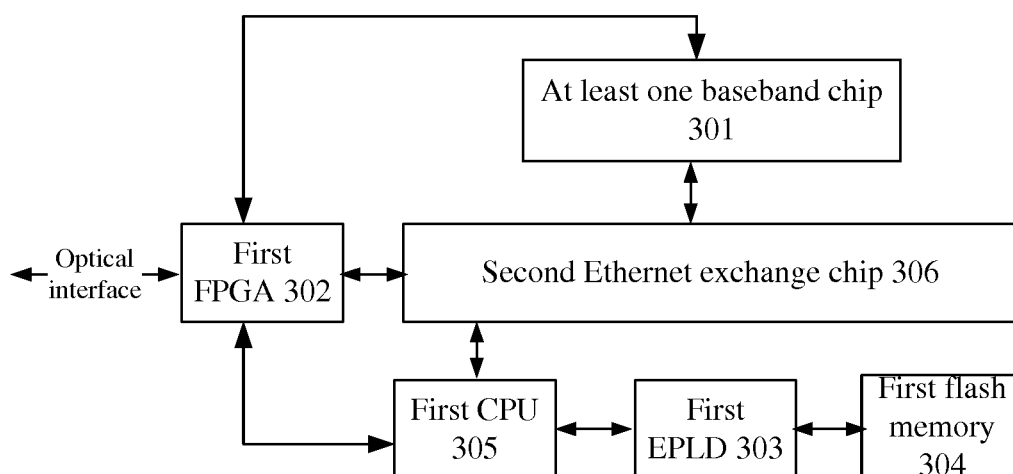 At least one baseband chip
301
Optical
interface
First
FPGA 302
Second Ethernet exchange chip 306
First CPU
305
First
EPLD 303
First flash
memory
304